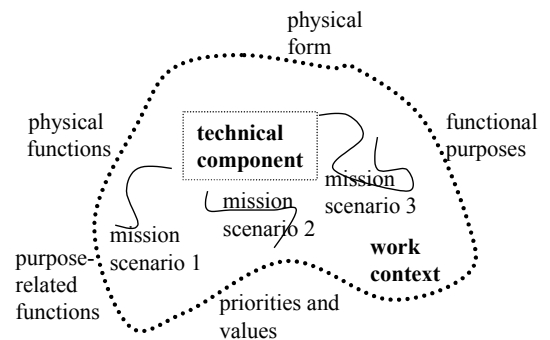 physical
form
physical
functions
technical
component
functional
purposes
mission
scenario 3
mission
scenario 2
mission
scenario 1
work
context
purpose-
related
functions
priorities and
values